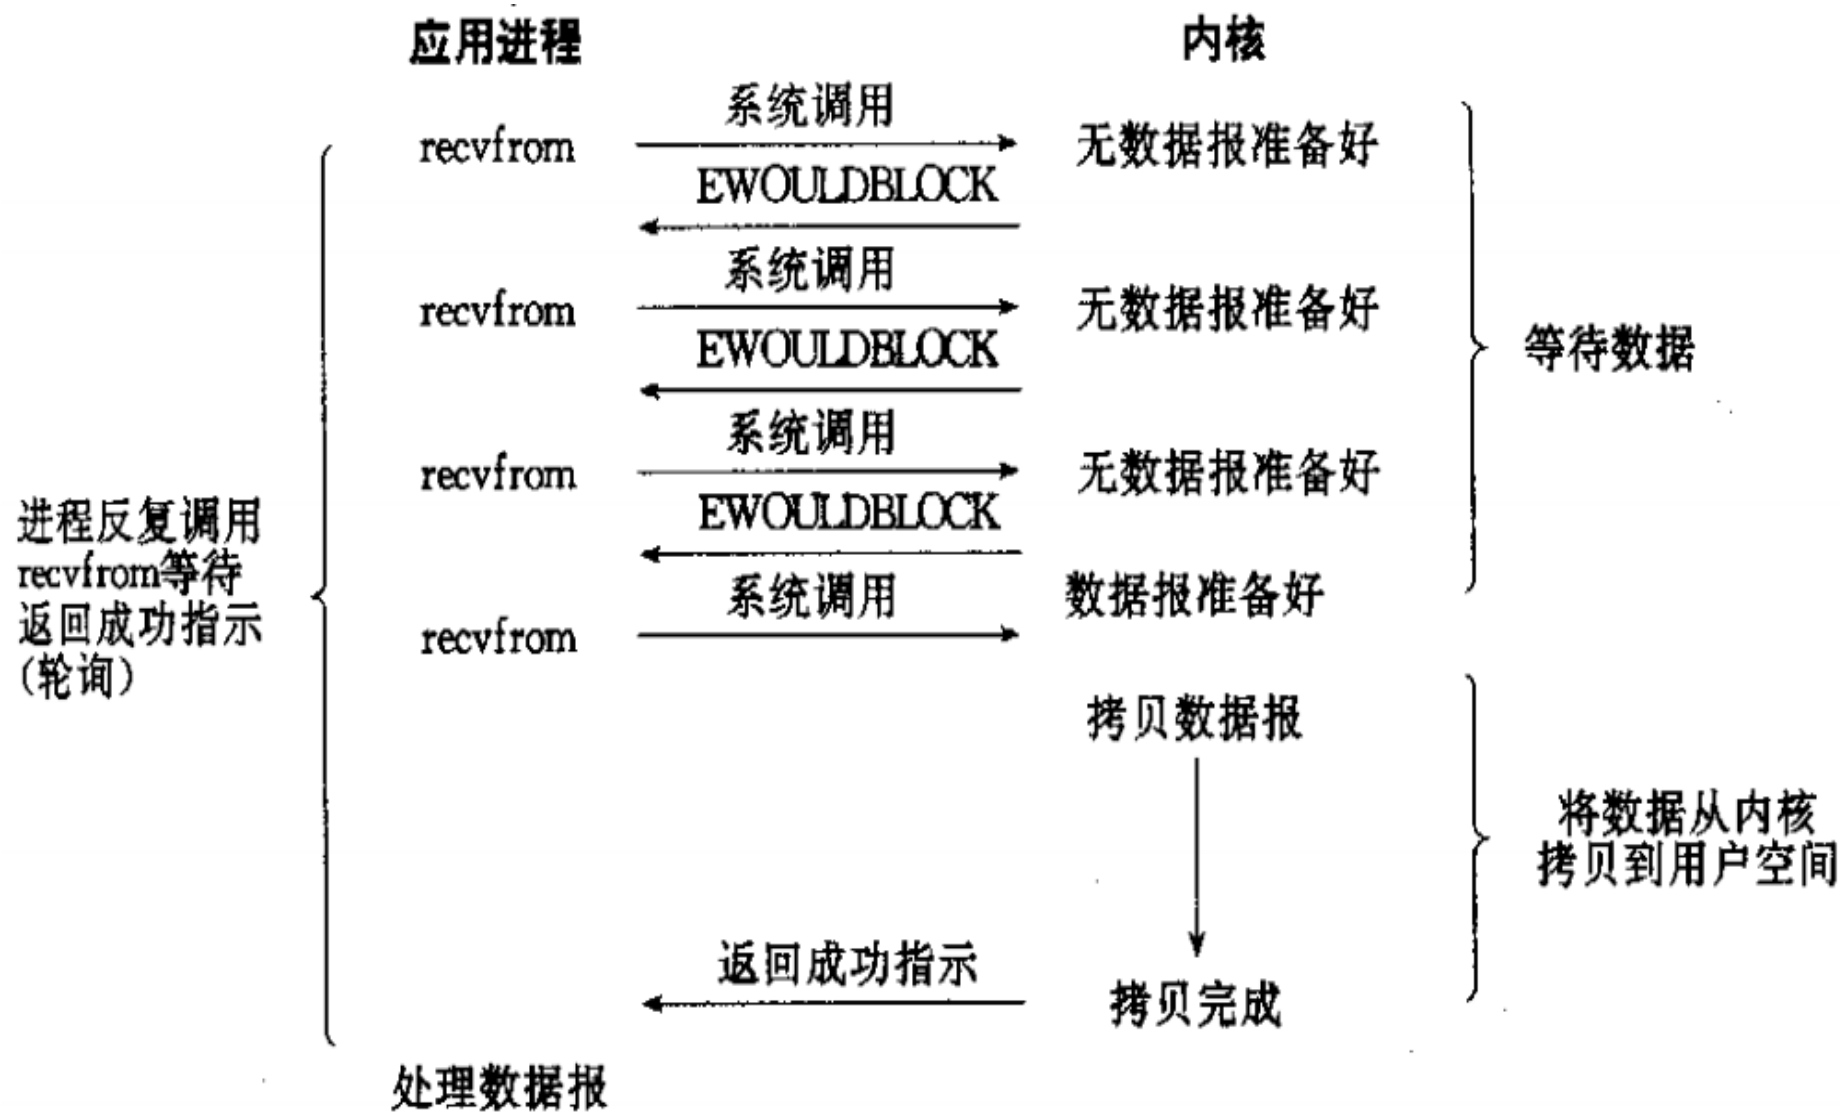 应用进程
内核
系统调用
recvfrom
无数据报准备好
EWOULDBLOCK
系统调用
recvfrom
无数据报准备好
EWOULDBLOCK
等待数据
系统调用
recvfrom
无数据报准备好
EWOULDBLOCK
进程反复调用
recvfrom等待
返回成功指示
(轮询)
系统调用
数据报准备好
recvfrom
拷贝数据报
将数据从内核
拷贝到用户空间
返回成功指示
拷贝完成
处理数据报